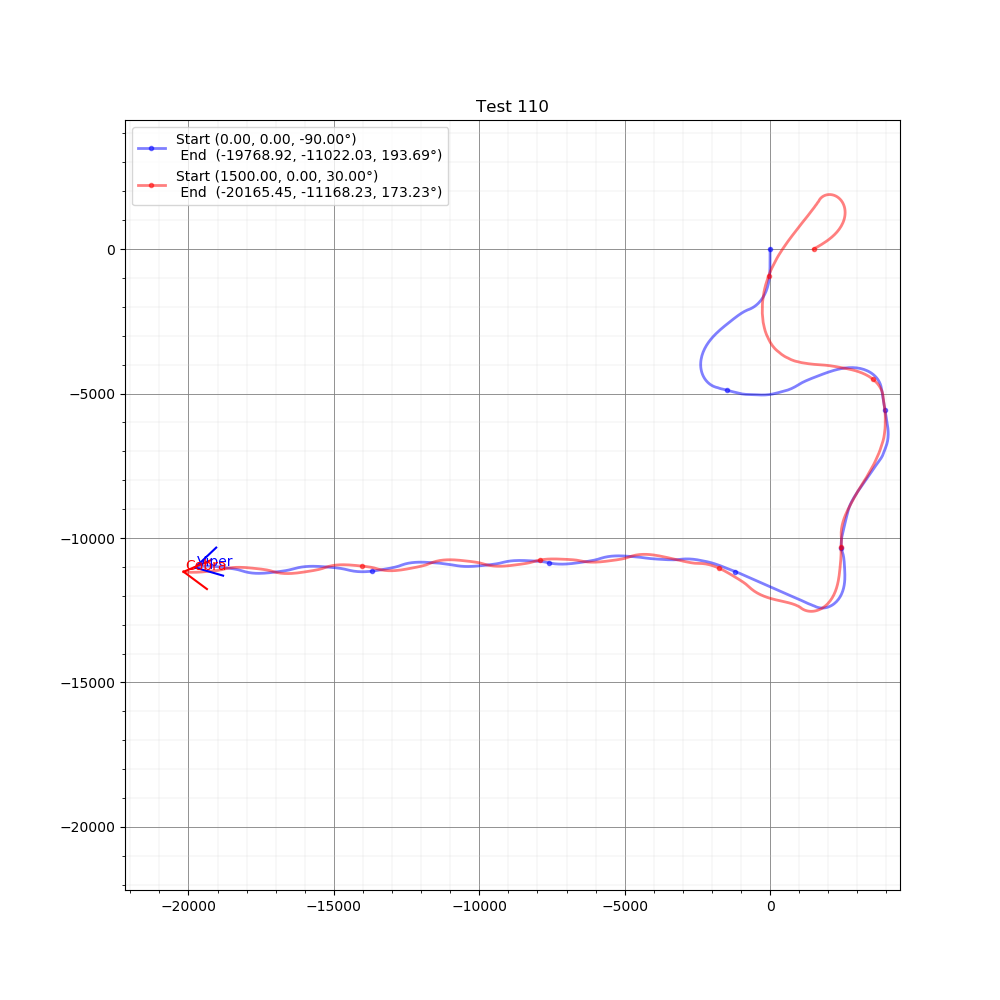 Test 110
Start (0.00, 0.00, -90.00°)
End (-19768.92, -11022.03, 193.69°)
Start (1500.00, 0.00, 30.00°)
End (-20165.45, -11168.23, 173.23°)
0
−5000
−10000
Viper
−15000
−20000
−20000 −15000 −10000 −5000 0